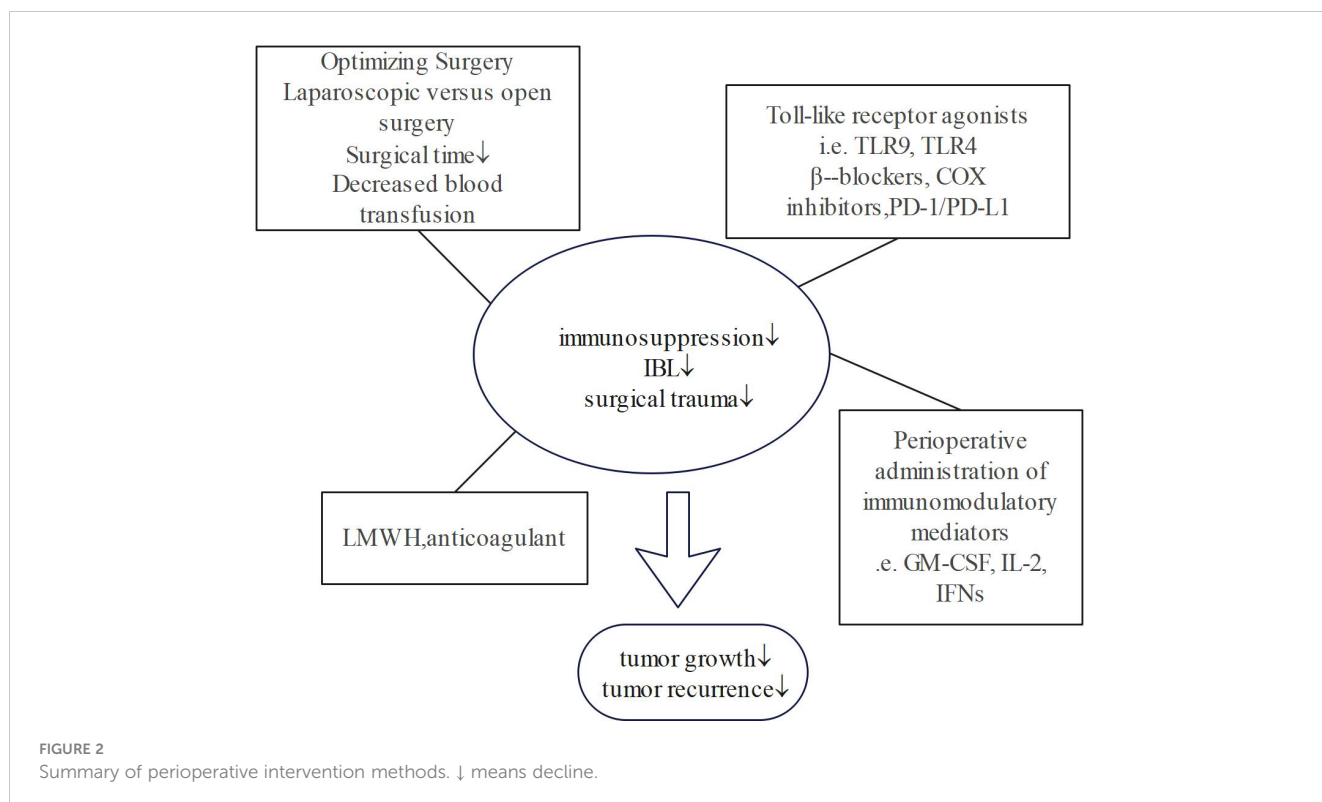 Optimizing Surgery
Laparoscopic versus open
surgery
Surgical time↓
Decreased blood
transfusion
Toll-like receptor agonists
i.e. TLR9, TLR4
β--blockers, COX
inhibitors,PD-1/PD-L1
immunosuppression↓
IBL↓
surgical trauma↓
LMWH,anticoagulant
Perioperative
administration of
immunomodulatory
mediators
.e. GM-CSF, IL-2,
IFNs
tumor growth↓
tumor recurrence↓
FIGURE 2
Summary of perioperative intervention methods. ↓ means decline.